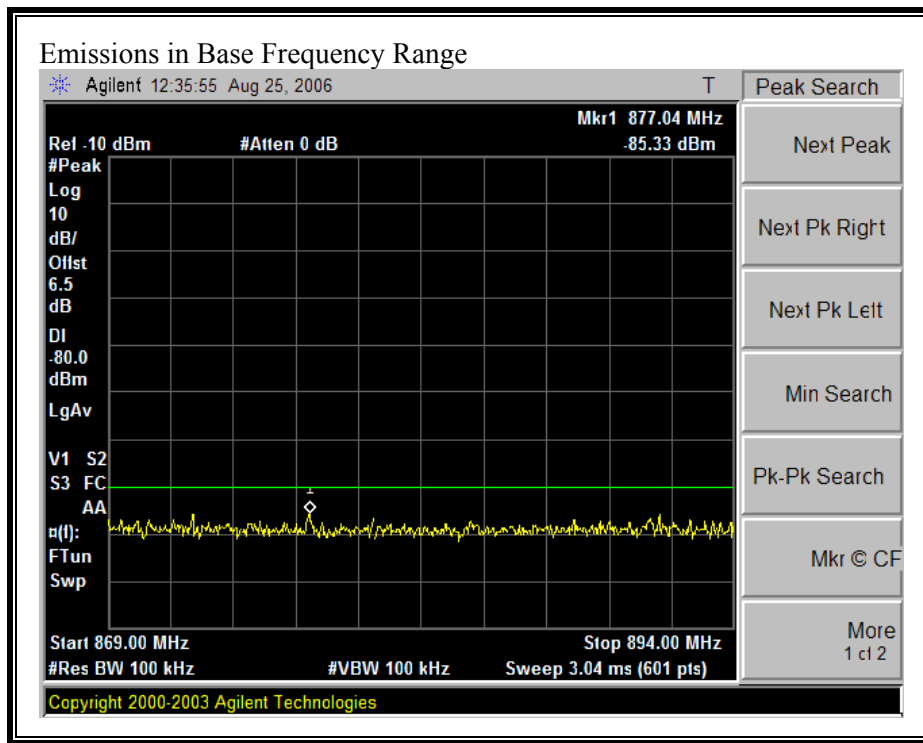 Emissions in Base Frequency Range
Agilent 12:35:55 Aug 25, 2006 T
Peak Search
Mkr1 877.04 MHz
Ref -10 dBm #Atten 0 dB -85.33 dBm
#Peak
Log
10
dB/
Offst
6.5
dB
DI
-80.0
dBm
LgAv
V1 S2
S3 FC
AA
¤(f):
FTun
Swp
1
Start 869.00 MHz Stop 894.00 MHz
#Res BW 100 kHz #VBW 100 kHz Sweep 3.04 ms (601 pts)
Copyright 2000-2003 Agilent Technologies
Next Peak
Next Pk Right
Next Pk Left
Min Search
Pk-Pk Search
Mkr © CF
More
1 of 2